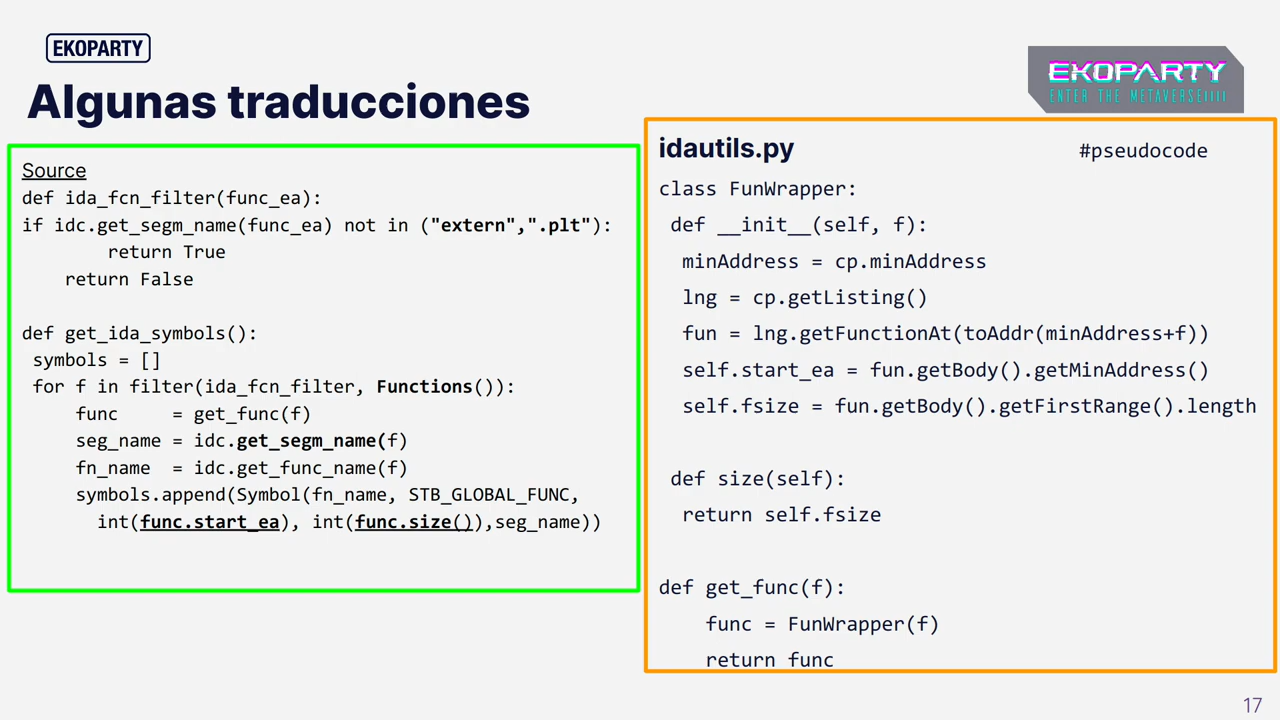 EKOPARTY
Algunas traducciones
EKOPARTY
ENTER THE METAVERSE////
Source
def ida_fcn_filter(func_ea):
if idc.get_segm_name(func_ea) not in ("extern",".plt"):
return True
return False
def get_ida_symbols():
symbols = []
for f in filter(ida_fcn_filter, Functions()):
func = get_func(f)
seg_name = idc.get_segm_name(f)
fn_name = idc.get_func_name(f)
symbols.append(Symbol(fn_name, STB_GLOBAL_FUNC,
int(func.start_ea), int(func.size()),seg_name))
idautils.py #pseudocode
class FunWrapper:
def __init__(self, f):
minAddress = cp.minAddress
lng = cp.getListing()
fun = lng.getFunctionAt(toAddr(minAddress+f))
self.start_ea = fun.getBody().getMinAddress()
self.fsize = fun.getBody().getFirstRange().length
def size(self):
return self.fsize
def get_func(f):
func = FunWrapper(f)
return func
17